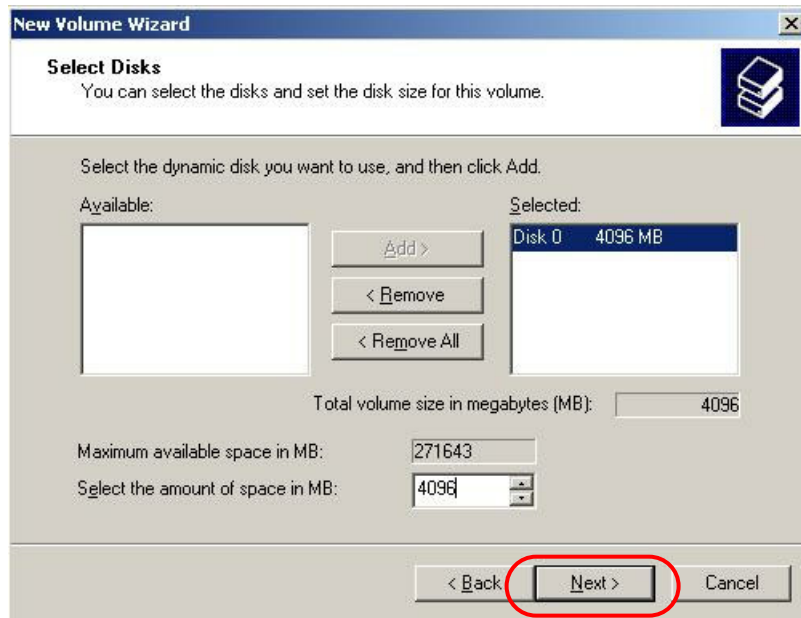 New Volume Wizard
Select Disks
You can select the disks and set the disk size for this volume.
Select the dynamic disk you want to use, and then click Add.
Available:
Selected:
Disk 0 4096 MB
Add >
< Remove
< Remove All
Total volume size in megabytes (MB): 4096
Maximum available space in MB: 271643
Select the amount of space in MB: 4096
< Back Next > Cancel